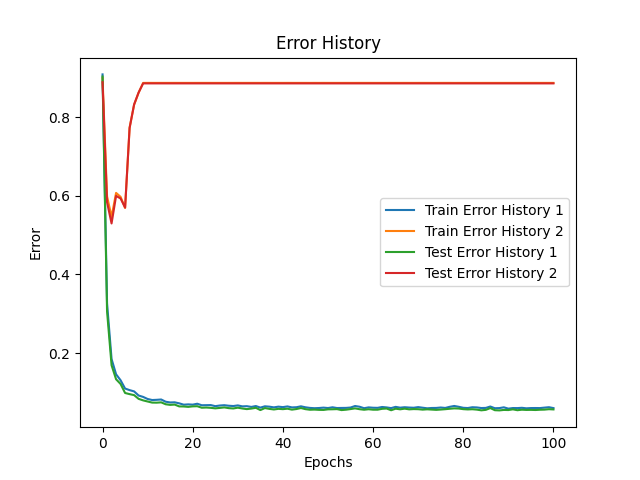 Error History
Error
0.8
0.6
0.4
0.2
Train Error History 1
Train Error History 2
Test Error History 1
Test Error History 2
0 20 40 60 80 100
Epochs